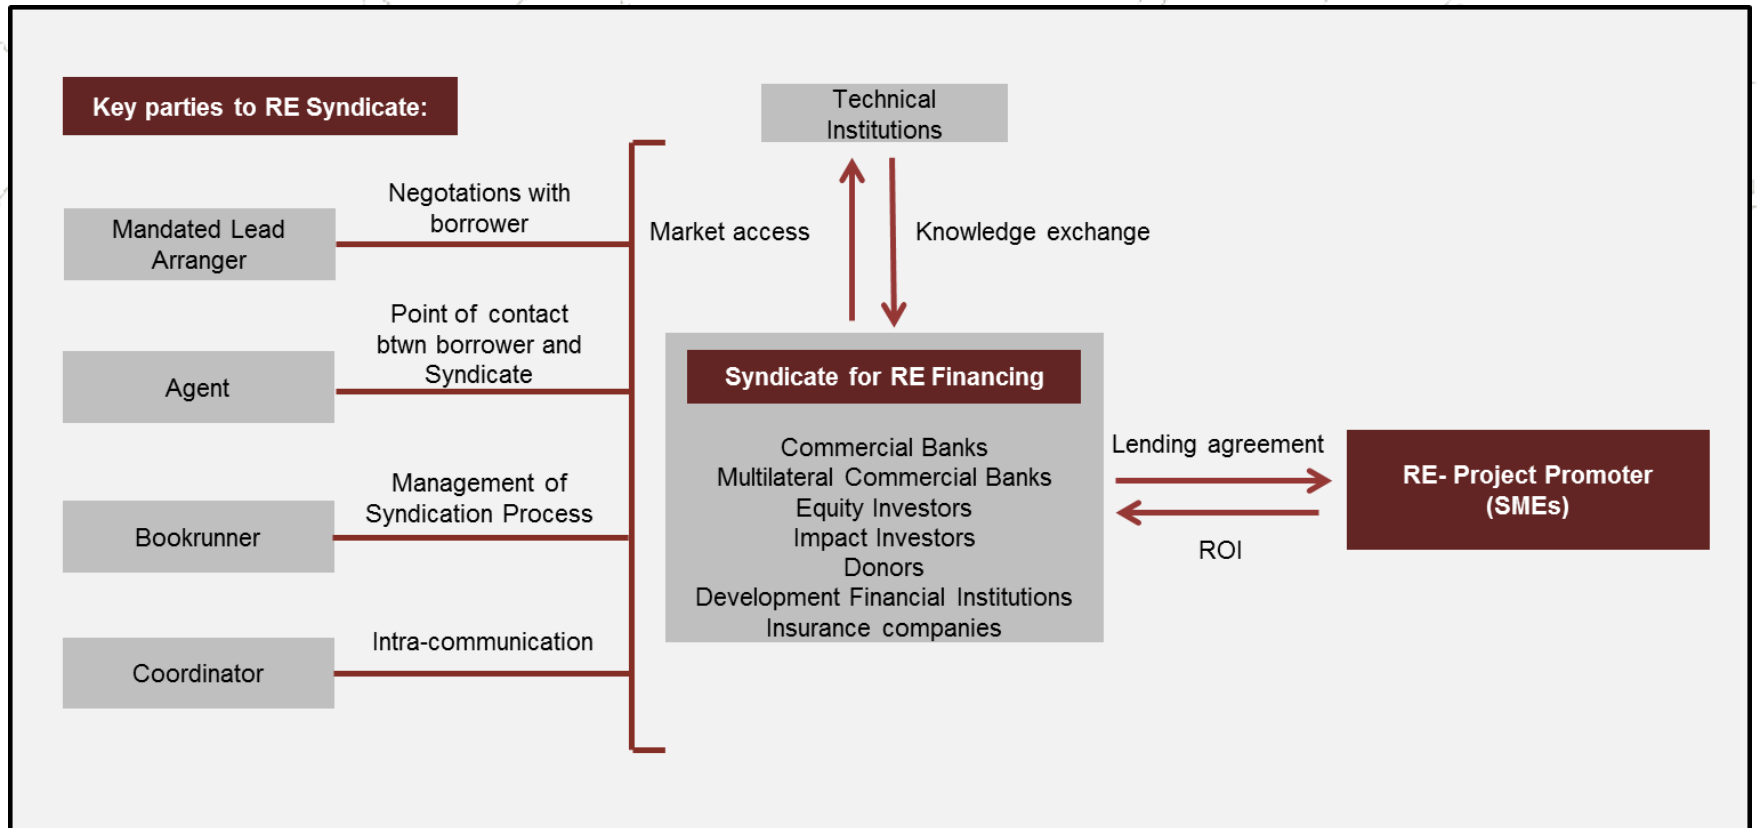 Key parties to RE Syndicate:
Mandated Lead
Arranger
Negotations with
borrower
Agent
Point of contact
btwn borrower and
Syndicate
Bookrunner
Management of
Syndication Process
Coordinator
Intra-communication
Technical
Institutions
Market access
Knowledge exchange
Syndicate for RE Financing
Commercial Banks
Multilateral Commercial Banks
Equity Investors
Impact Investors
Donors
Development Financial Institutions
Insurance companies
Lending agreement
ROI
RE- Project Promoter
(SMEs)